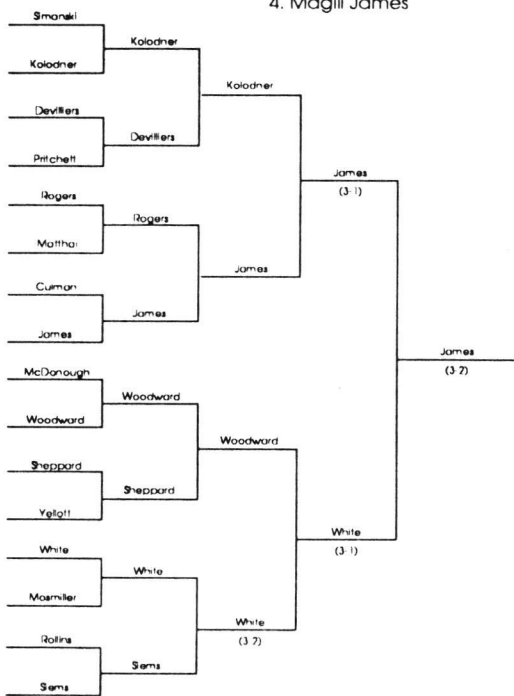 4. Magill James
Simanski
Kolodner
Kolodner
Kolodner
Devilliers
Devilliers
Pritchett
James
(3-1)
Rogers
Rogers
Matthai
James
Culman
James
James
James
(3-2)
McDonough
Woodward
Woodward
Woodward
Sheppard
Sheppard
Yellott
White
(3-1)
White
White
Mosmiller
White
(3-2)
Rollins
Siems
Siems